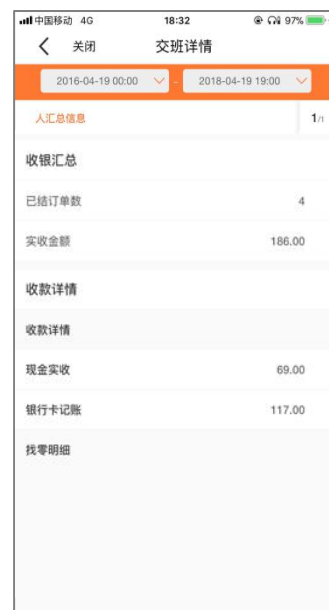 中国移动 4G 18:32 97%
关闭 交班详情
2016-04-19 00:00 - 2018-04-19 19:00
人汇总信息 1/1
收银汇总
已结订单数 4
实收金额 186.00
收款详情
收款详情
现金实收 69.00
银行卡记账 117.00
找零明细